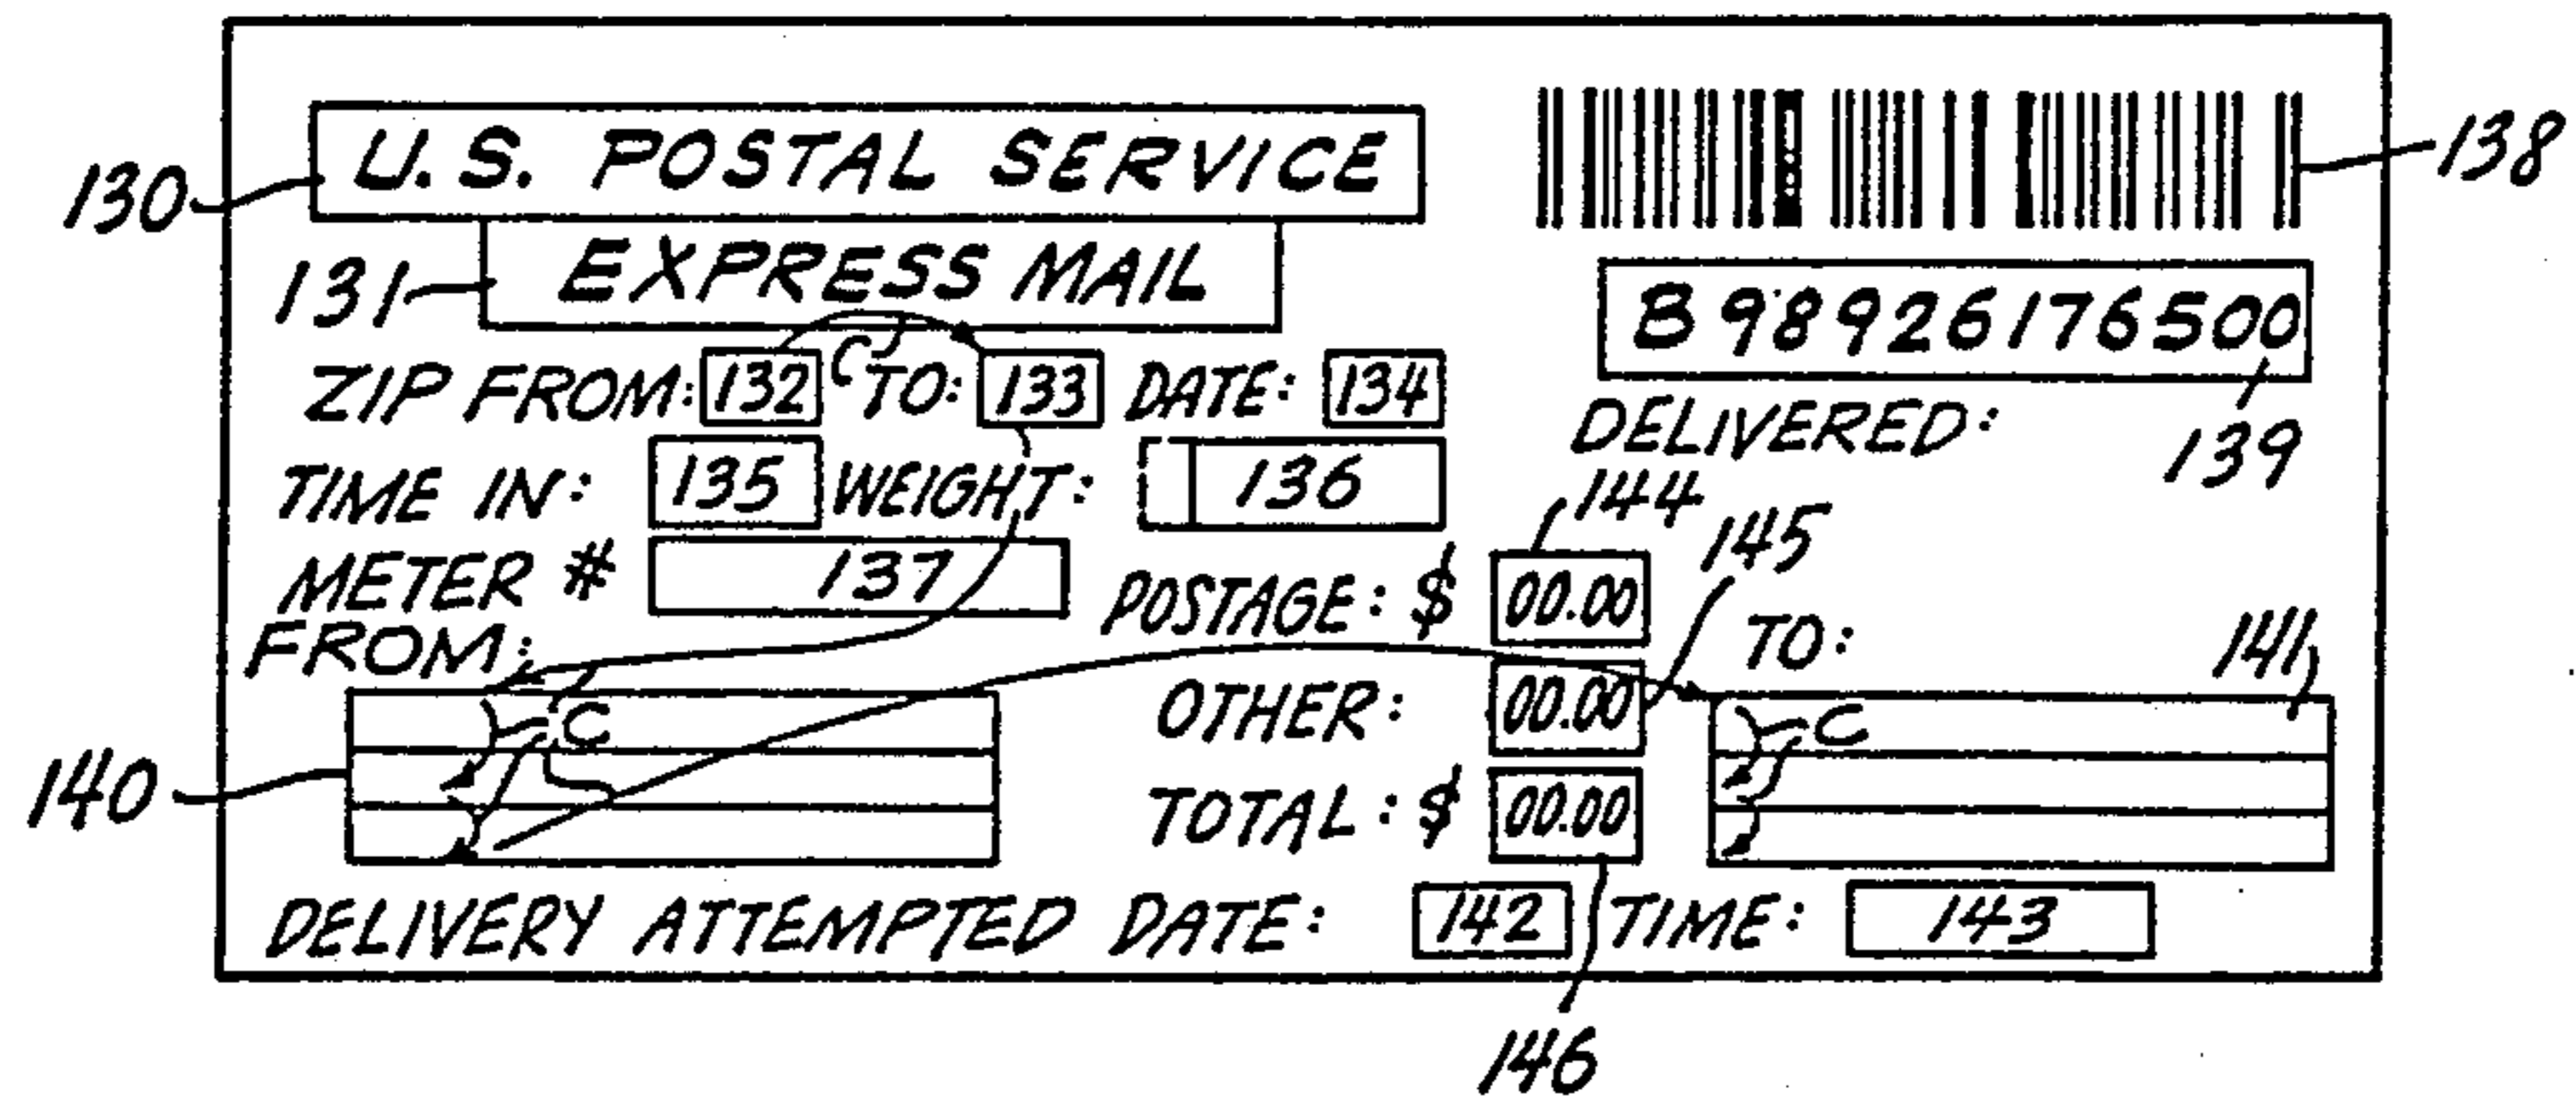 130 U.S. POSTAL SERVICE 138
131 EXPRESS MAIL
B98926176500
C
ZIP FROM: 132 TO: 133 DATE: 134
DELIVERED: 139
TIME IN: 135 WEIGHT: 136
144 145
METER # 137
POSTAGE: $ 00.00
FROM: TO: 141
C OTHER: 00.00 C
140
TOTAL: $ 00.00
DELIVERY ATTEMPTED DATE: 142 TIME: 143
146